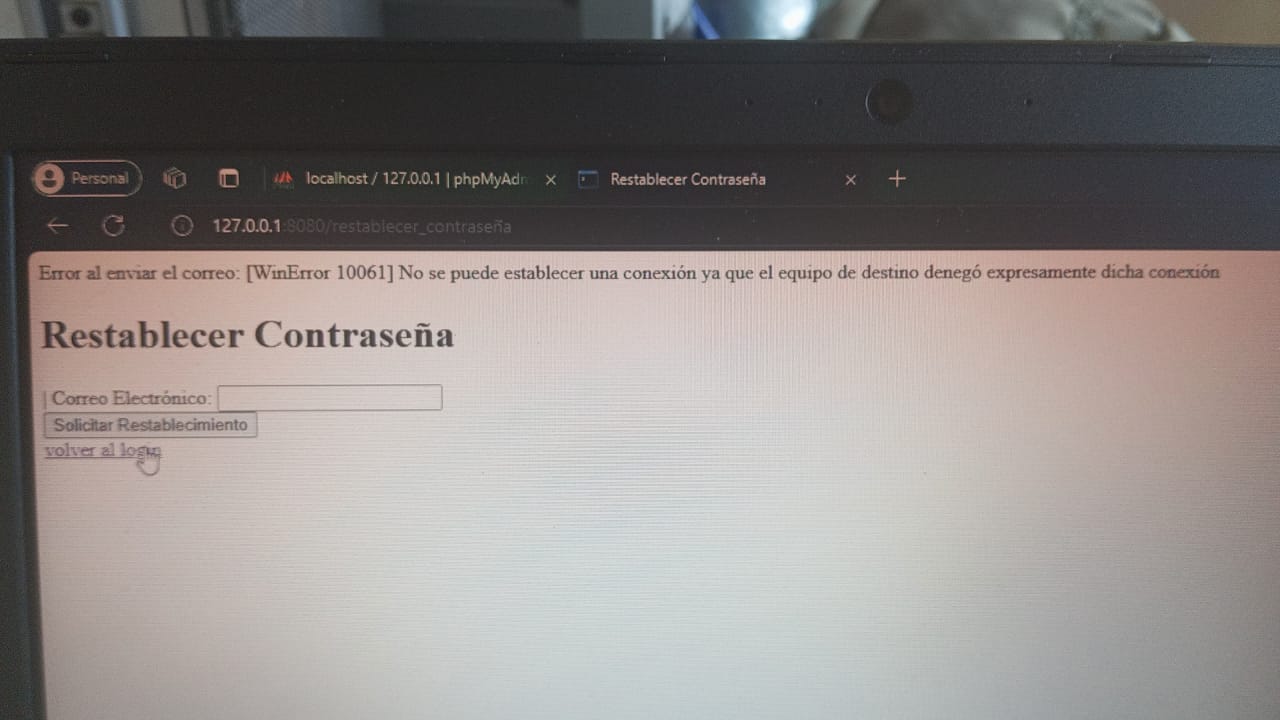 Personal
localhost / 127.0.0.1 | phpMyAdn
Restablecer Contraseña
127.0.0.1:8080/restablecer_contraseña
Error al enviar el correo: [WinError 10061] No se puede establecer una conexión ya que el equipo de destino denegó expresamente dicha conexión
Restablecer Contraseña
| Correo Electrónico:
Solicitar Restablecimiento
volver al login